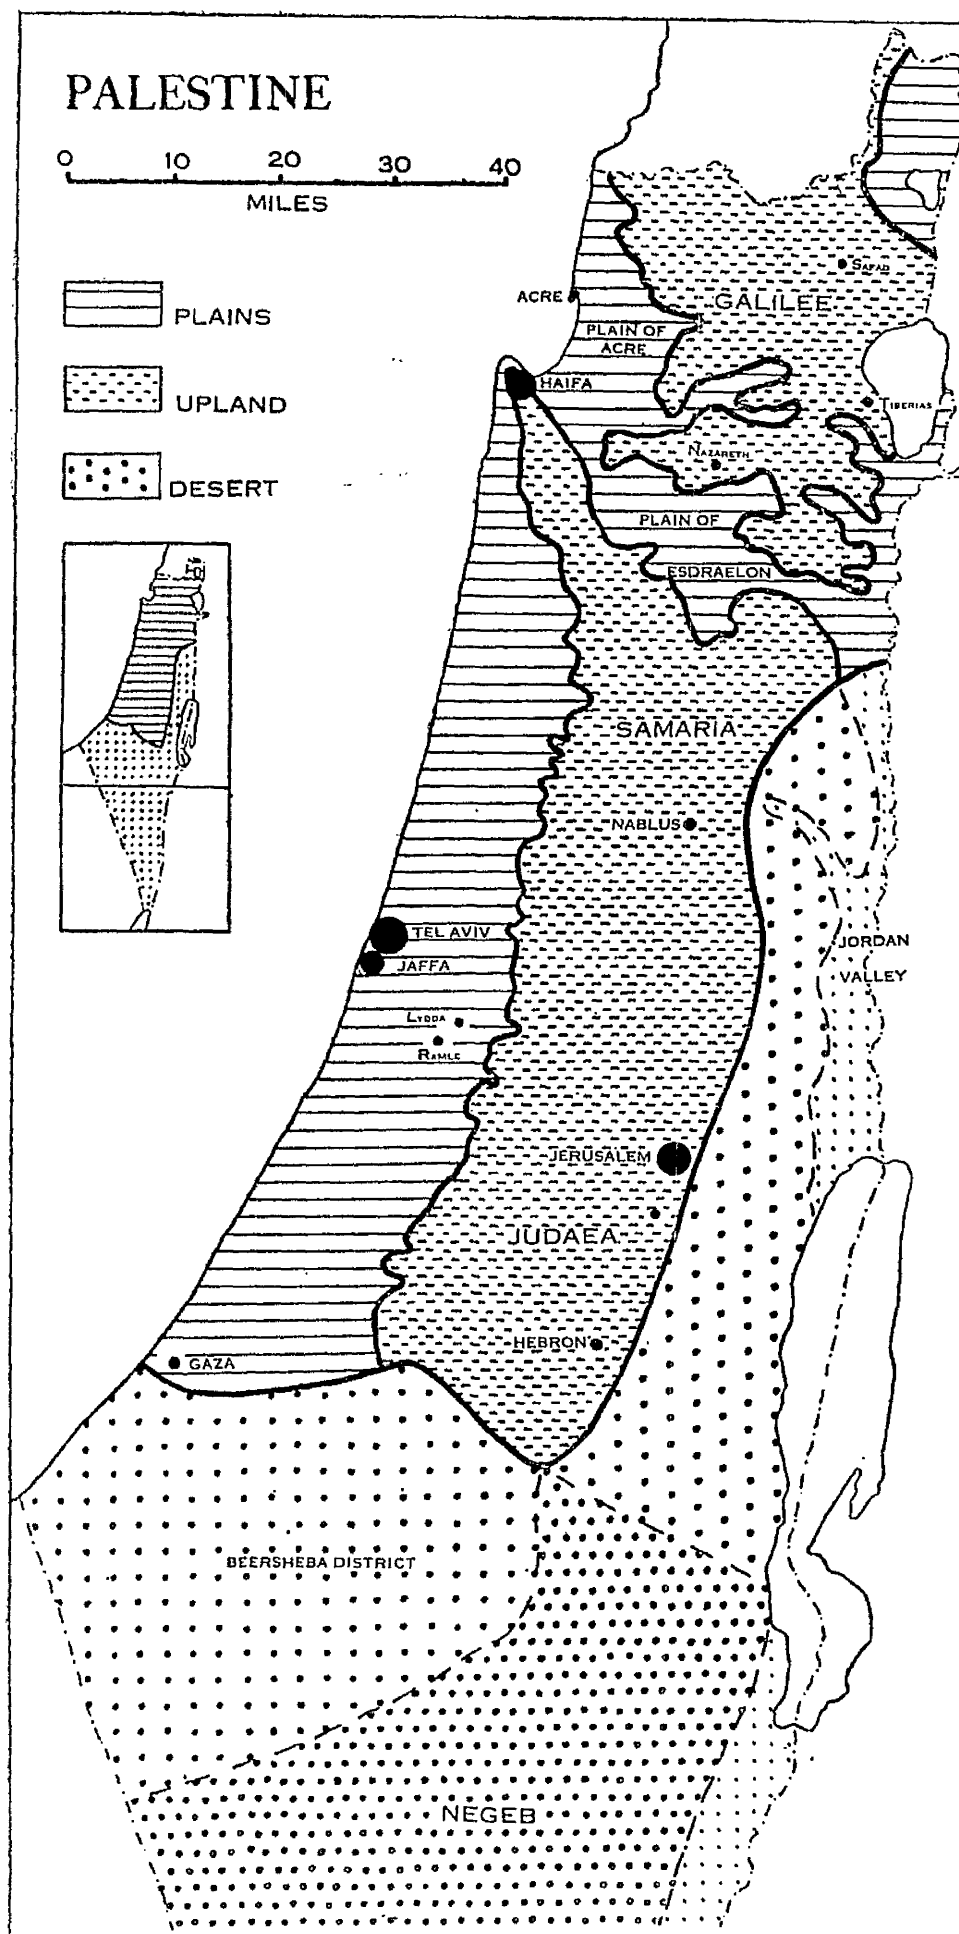 PALESTINE
0 10 20 30 40
MILES
PLAINS
UPLAND
DESERT
SAFAD
ACRE
GALILEE
PLAIN OF
ACRE
HAIFA
TIBERIAS
NAZARETH
PLAIN OF
ESDRAELON
SAMARIA
NABLUS
TEL AVIV
JAFFA
JORDAN
VALLEY
LYDDA
RAMLE
JERUSALEM
JUDAEA
HEBRON
GAZA
BEERSHEBA DISTRICT
NEGEB